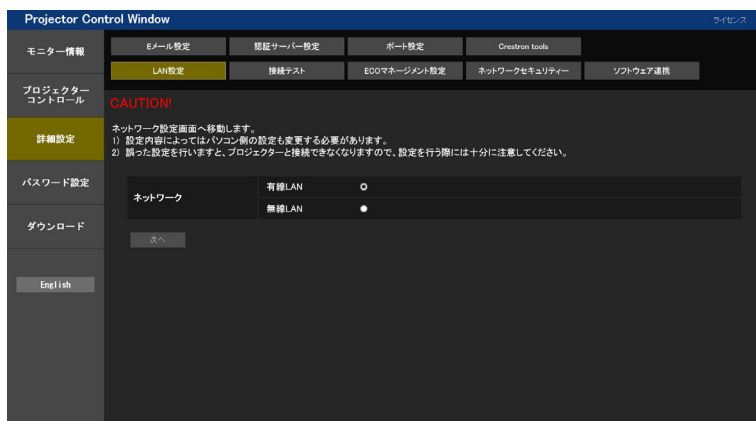 Projector Control Window
ライセンス
モニター情報
プロジェクター
コントロール
詳細設定
パスワード設定
ダウンロード
English
Eメール設定
認証サーバー設定
ポート設定
Crestron tools
LAN設定
接続テスト
ECOマネージメント設定
ネットワークセキュリティー
ソフトウェア連携
CAUTION!
ネットワーク設定画面へ移動します。
1) 設定内容によってはパソコン側の設定も変更する必要があります。
2) 誤った設定を行いますと、プロジェクターと接続できなくなりますので、設定を行う際には十分に注意してください。
ネットワーク
有線LAN
無線LAN
次へ